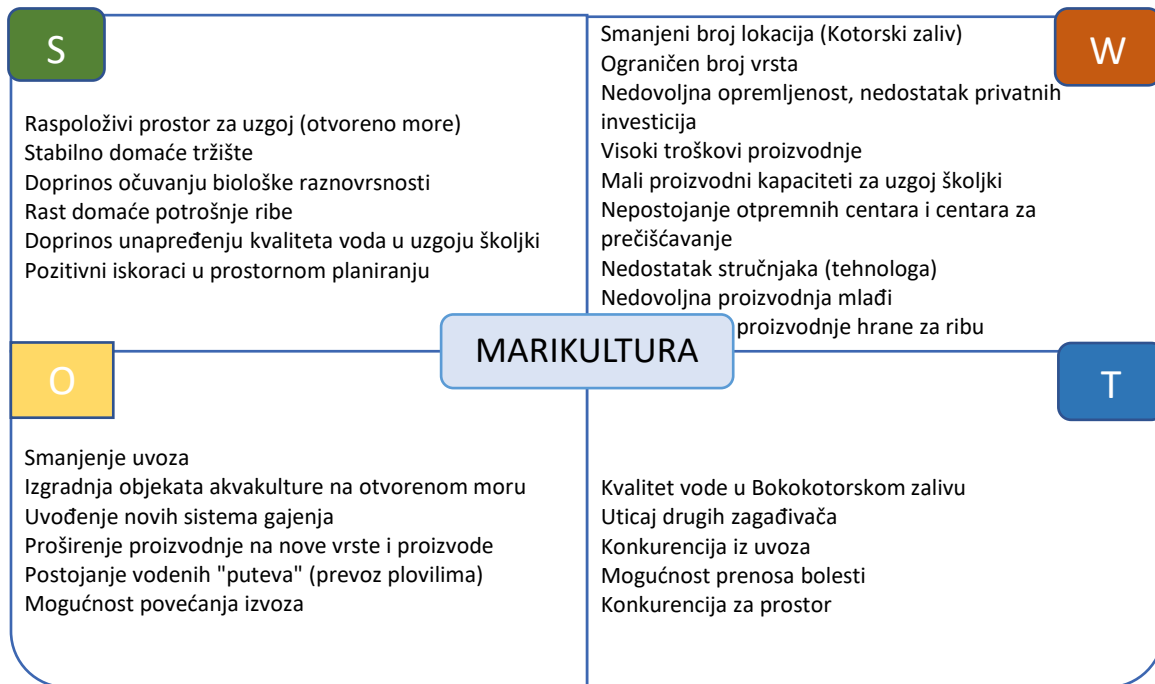 S
Raspoloživi prostor za uzgoj (otvoreno more)
Stabilno domaće tržište
Doprinos očuvanju biološke raznovrsnosti
Rast domaće potrošnje ribe
Doprinos unapređenju kvaliteta voda u uzgoju školjki
Pozitivni iskoraci u prostornom planiranju
W
Smanjeni broj lokacija (Kotorski zaliv)
Ograničen broj vrsta
Nedovoljna opremljenost, nedostatak privatnih
investicija
Visoki troškovi proizvodnje
Mali proizvodni kapaciteti za uzgoj školjki
Nepostojanje otpremnih centara i centara za
prečišćavanje
Nedostatak stručnjaka (tehnologa)
Nedovoljna proizvodnja mlađi
proizvodnje hrane za ribu
MARIKULTURA
O
Smanjenje uvoza
Izgradnja objekata akvakulture na otvorenom moru
Uvođenje novih sistema gajenja
Proširenje proizvodnje na nove vrste i proizvode
Postojanje vodenih "puteva" (prevoz plovilima)
Mogućnost povećanja izvoza
T
Kvalitet vode u Bokokotorskom zalivu
Uticaj drugih zagađivača
Konkurencija iz uvoza
Mogućnost prenosa bolesti
Konkurencija za prostor